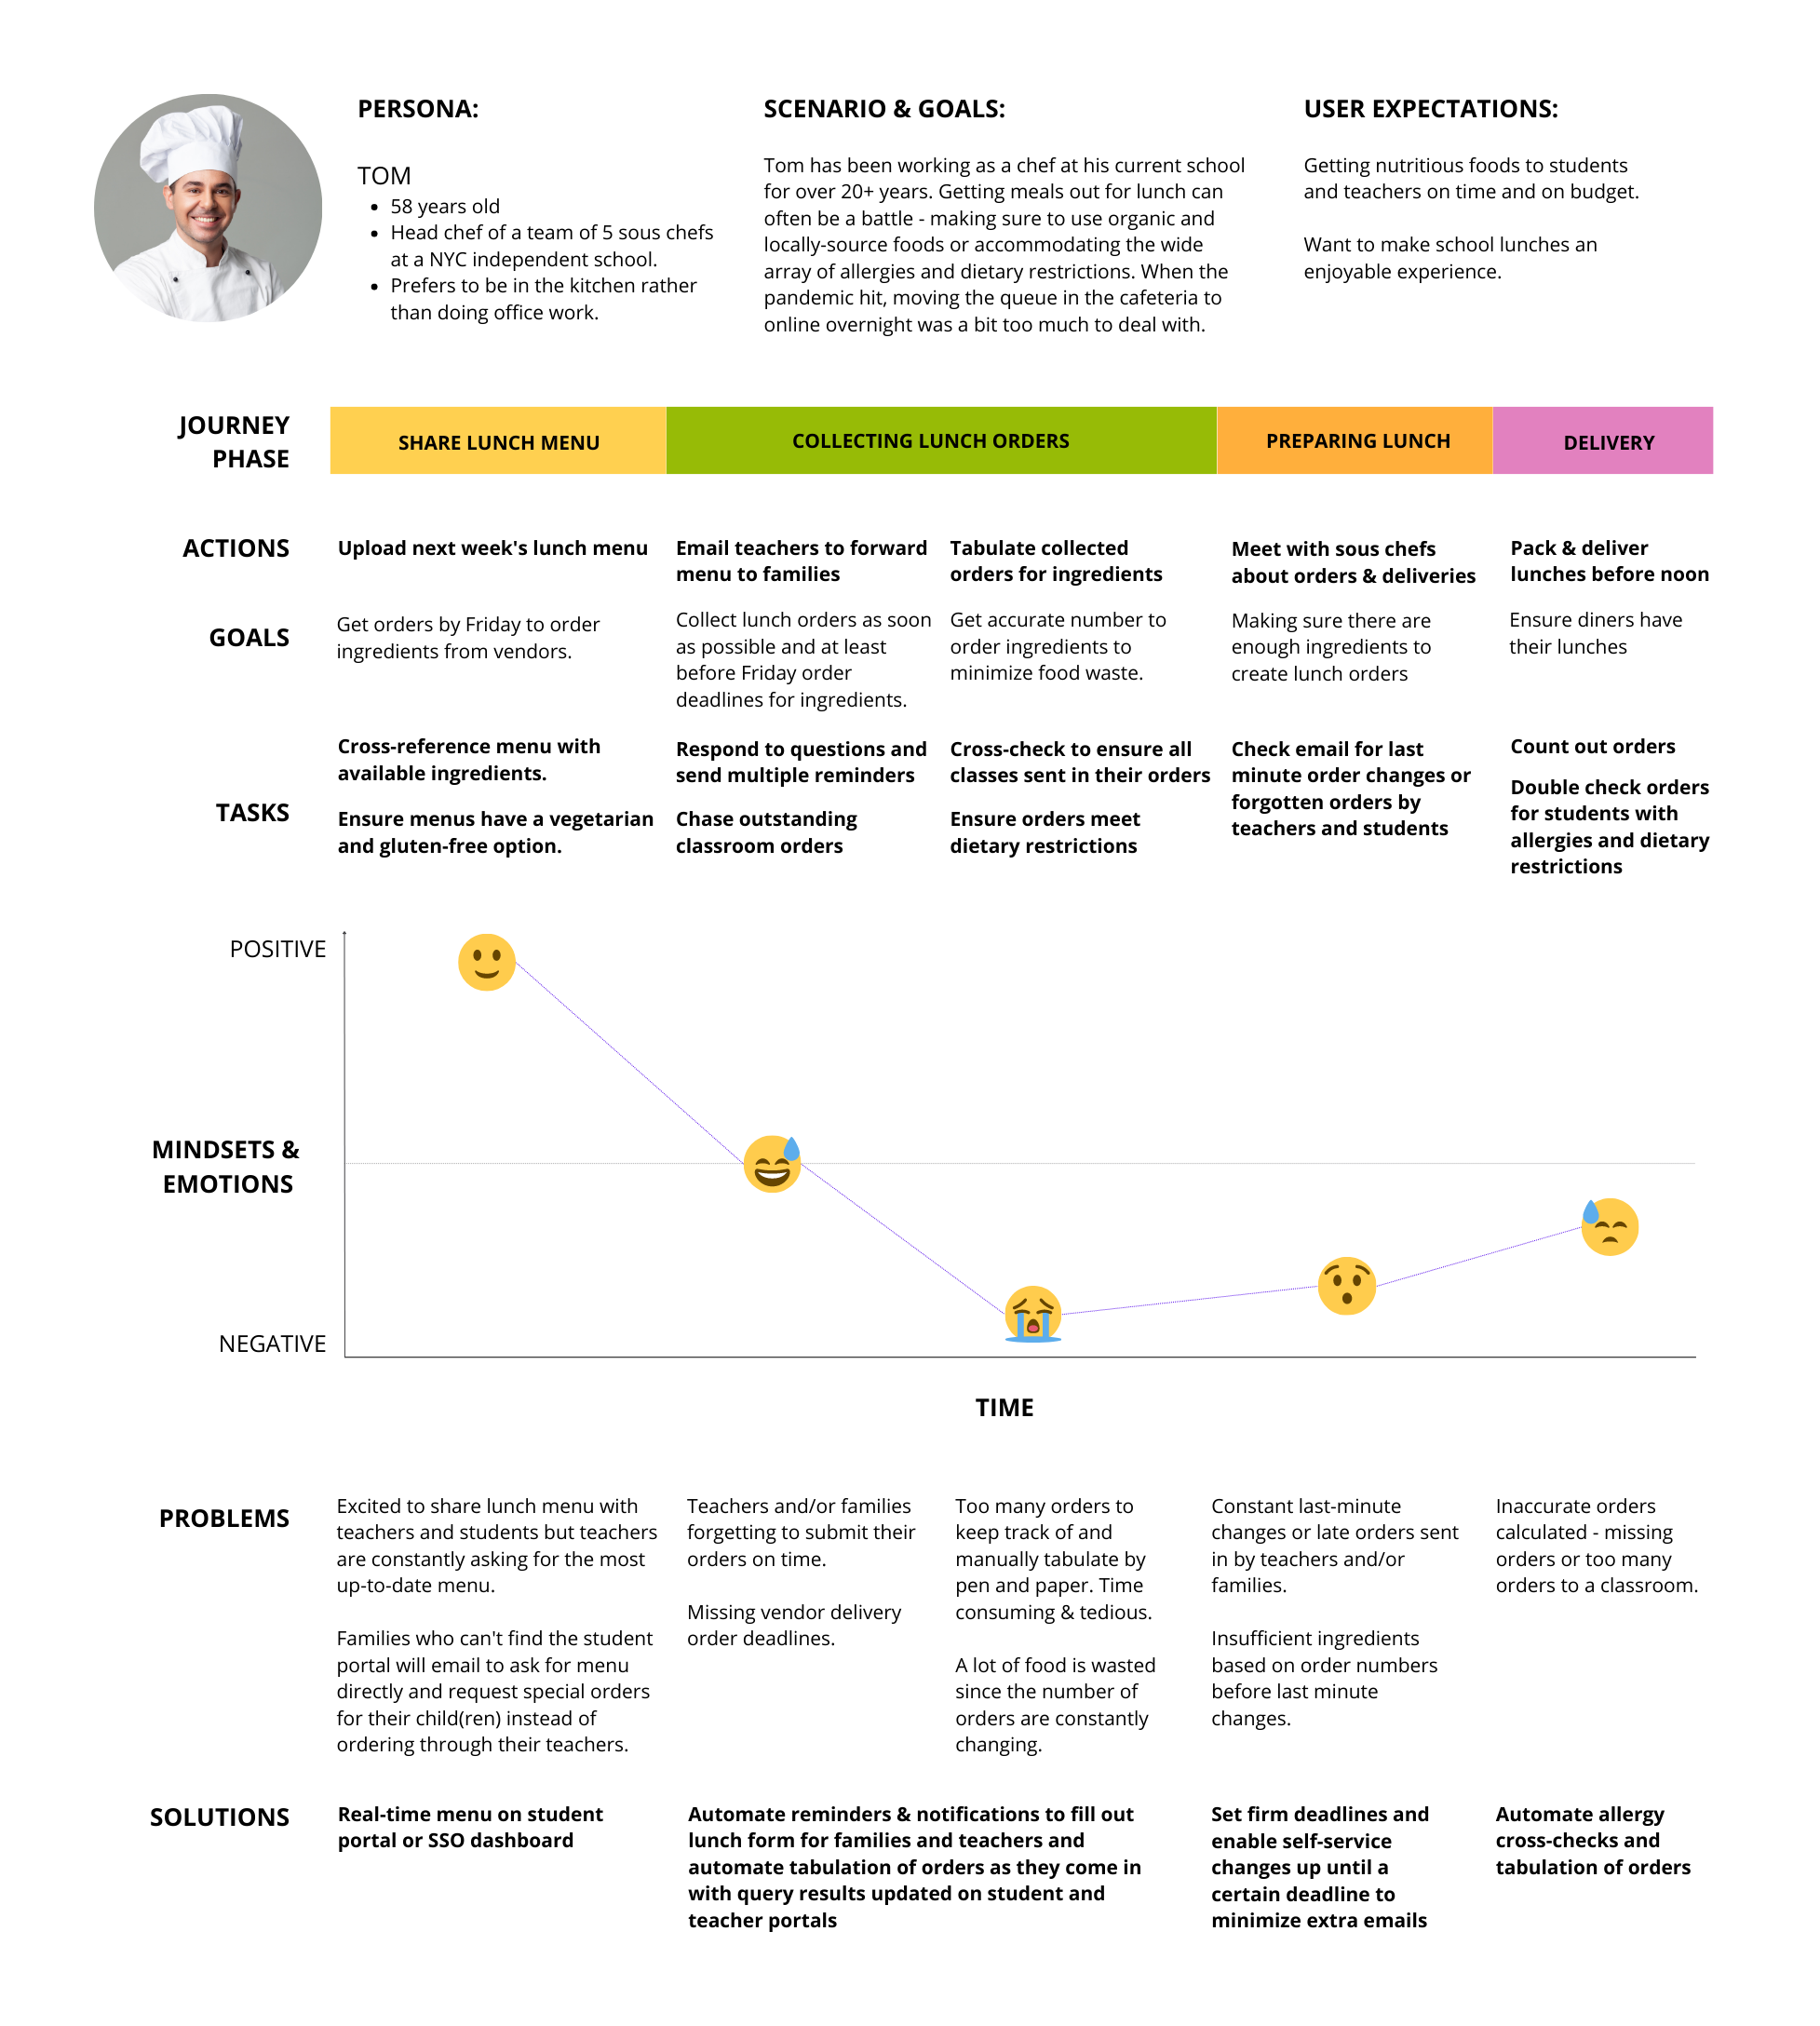 PERSONA:
TOM
• 58 years old
• Head chef of a team of 5 sous chefs
at a NYC independent school.
• Prefers to be in the kitchen rather
than doing office work.
SCENARIO & GOALS:
Tom has been working as a chef at his current school
for over 20+ years. Getting meals out for lunch can
often be a battle - making sure to use organic and
locally-source foods or accommodating the wide
array of allergies and dietary restrictions. When the
pandemic hit, moving the queue in the cafeteria to
online overnight was a bit too much to deal with.
USER EXPECTATIONS:
Getting nutritious foods to students
and teachers on time and on budget.
Want to make school lunches an
enjoyable experience.
JOURNEY
PHASE
SHARE LUNCH MENU
COLLECTING LUNCH ORDERS
PREPARING LUNCH
DELIVERY
ACTIONS
Upload next week's lunch menu
Email teachers to forward
menu to families
Tabulate collected
orders for ingredients
Meet with sous chefs
about orders & deliveries
Pack & deliver
lunches before noon
GOALS
Get orders by Friday to order
ingredients from vendors.
Collect lunch orders as soon
as possible and at least
before Friday order
deadlines for ingredients.
Get accurate number to
order ingredients to
minimize food waste.
Making sure there are
enough ingredients to
create lunch orders
Ensure diners have
their lunches
TASKS
Cross-reference menu with
available ingredients.
Ensure menus have a vegetarian
and gluten-free option.
Respond to questions and
send multiple reminders
Chase outstanding
classroom orders
Cross-check to ensure all
classes sent in their orders
Ensure orders meet
dietary restrictions
Check email for last
minute order changes or
forgotten orders by
teachers and students
Count out orders
Double check orders
for students with
allergies and dietary
restrictions
POSITIVE
MINDSETS &
EMOTIONS
NEGATIVE
TIME
PROBLEMS
Excited to share lunch menu with
teachers and students but teachers
are constantly asking for the most
up-to-date menu.
Families who can't find the student
portal will email to ask for menu
directly and request special orders
for their child(ren) instead of
ordering through their teachers.
Teachers and/or families
forgetting to submit their
orders on time.
Missing vendor delivery
order deadlines.
Too many orders to
keep track of and
manually tabulate by
pen and paper. Time
consuming & tedious.
A lot of food is wasted
since the number of
orders are constantly
changing.
Constant last-minute
changes or late orders sent
in by teachers and/or
families.
Insufficient ingredients
based on order numbers
before last minute
changes.
Inaccurate orders
calculated - missing
orders or too many
orders to a classroom.
SOLUTIONS
Real-time menu on student
portal or SSO dashboard
Automate reminders & notifications to fill out
lunch form for families and teachers and
automate tabulation of orders as they come in
with query results updated on student and
teacher portals
Set firm deadlines and
enable self-service
changes up until a
certain deadline to
minimize extra emails
Automate allergy
cross-checks and
tabulation of orders